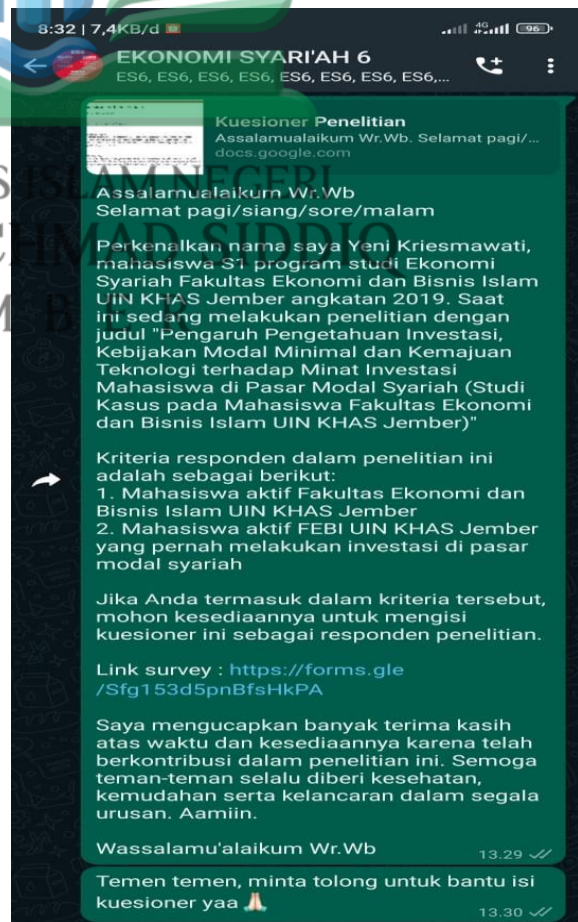 8:32 | 7,4KB/d
4G
96
EKONOMI SYARI'AH 6
ES6, ES6, ES6, ES6, ES6, ES6, ES6, ES6,...
Kuesioner Penelitian
Assalamualaikum Wr.Wb. Selamat pagi/...
docs.google.com
Assalamualaikum Wr.Wb
Selamat pagi/siang/sore/malam
Perkenalkan nama saya Yeni Kriesmawati,
mahasiswa S1 program studi Ekonomi
Syariah Fakultas Ekonomi dan Bisnis Islam
UIN KHAS Jember angkatan 2019. Saat
ini sedang melakukan penelitian dengan
judul "Pengaruh Pengetahuan Investasi,
Kebijakan Modal Minimal dan Kemajuan
Teknologi terhadap Minat Investasi
Mahasiswa di Pasar Modal Syariah (Studi
Kasus pada Mahasiswa Fakultas Ekonomi
dan Bisnis Islam UIN KHAS Jember)"
Kriteria responden dalam penelitian ini
adalah sebagai berikut:
1. Mahasiswa aktif Fakultas Ekonomi dan
Bisnis Islam UIN KHAS Jember
2. Mahasiswa aktif FEBI UIN KHAS Jember
yang pernah melakukan investasi di pasar
modal syariah
Jika Anda termasuk dalam kriteria tersebut,
mohon kesediaannya untuk mengisi
kuesioner ini sebagai responden penelitian.
Link survey : https://forms.gle
/Sfg153d5pnBfsHkPA
Saya mengucapkan banyak terima kasih
atas waktu dan kesediaannya karena telah
berkontribusi dalam penelitian ini. Semoga
teman-teman selalu diberi kesehatan,
kemudahan serta kelancaran dalam segala
urusan. Aamiin.
Wassalamu'alaikum Wr.Wb
13.29
Temen temen, minta tolong untuk bantu isi
kuesioner yaa 🙏🏻
13.30
S ISLAM NEGERI
CHMAD SIDDIQ
M B E R